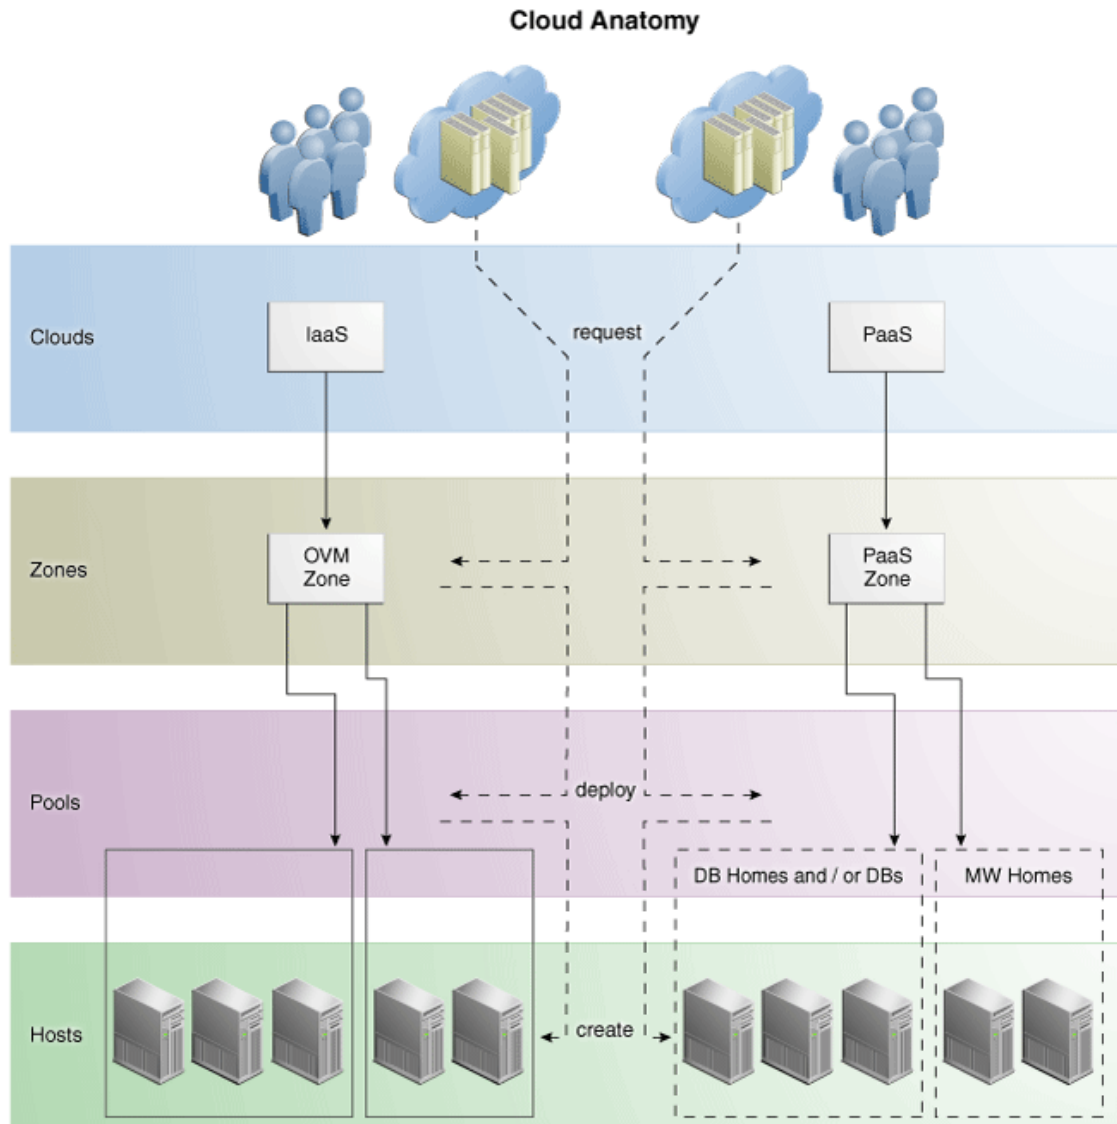 Cloud Anatomy
Clouds
IaaS
request
PaaS
Zones
OVM
Zone
PaaS
Zone
Pools
deploy
DB Homes and / or DBs
MW Homes
Hosts
create